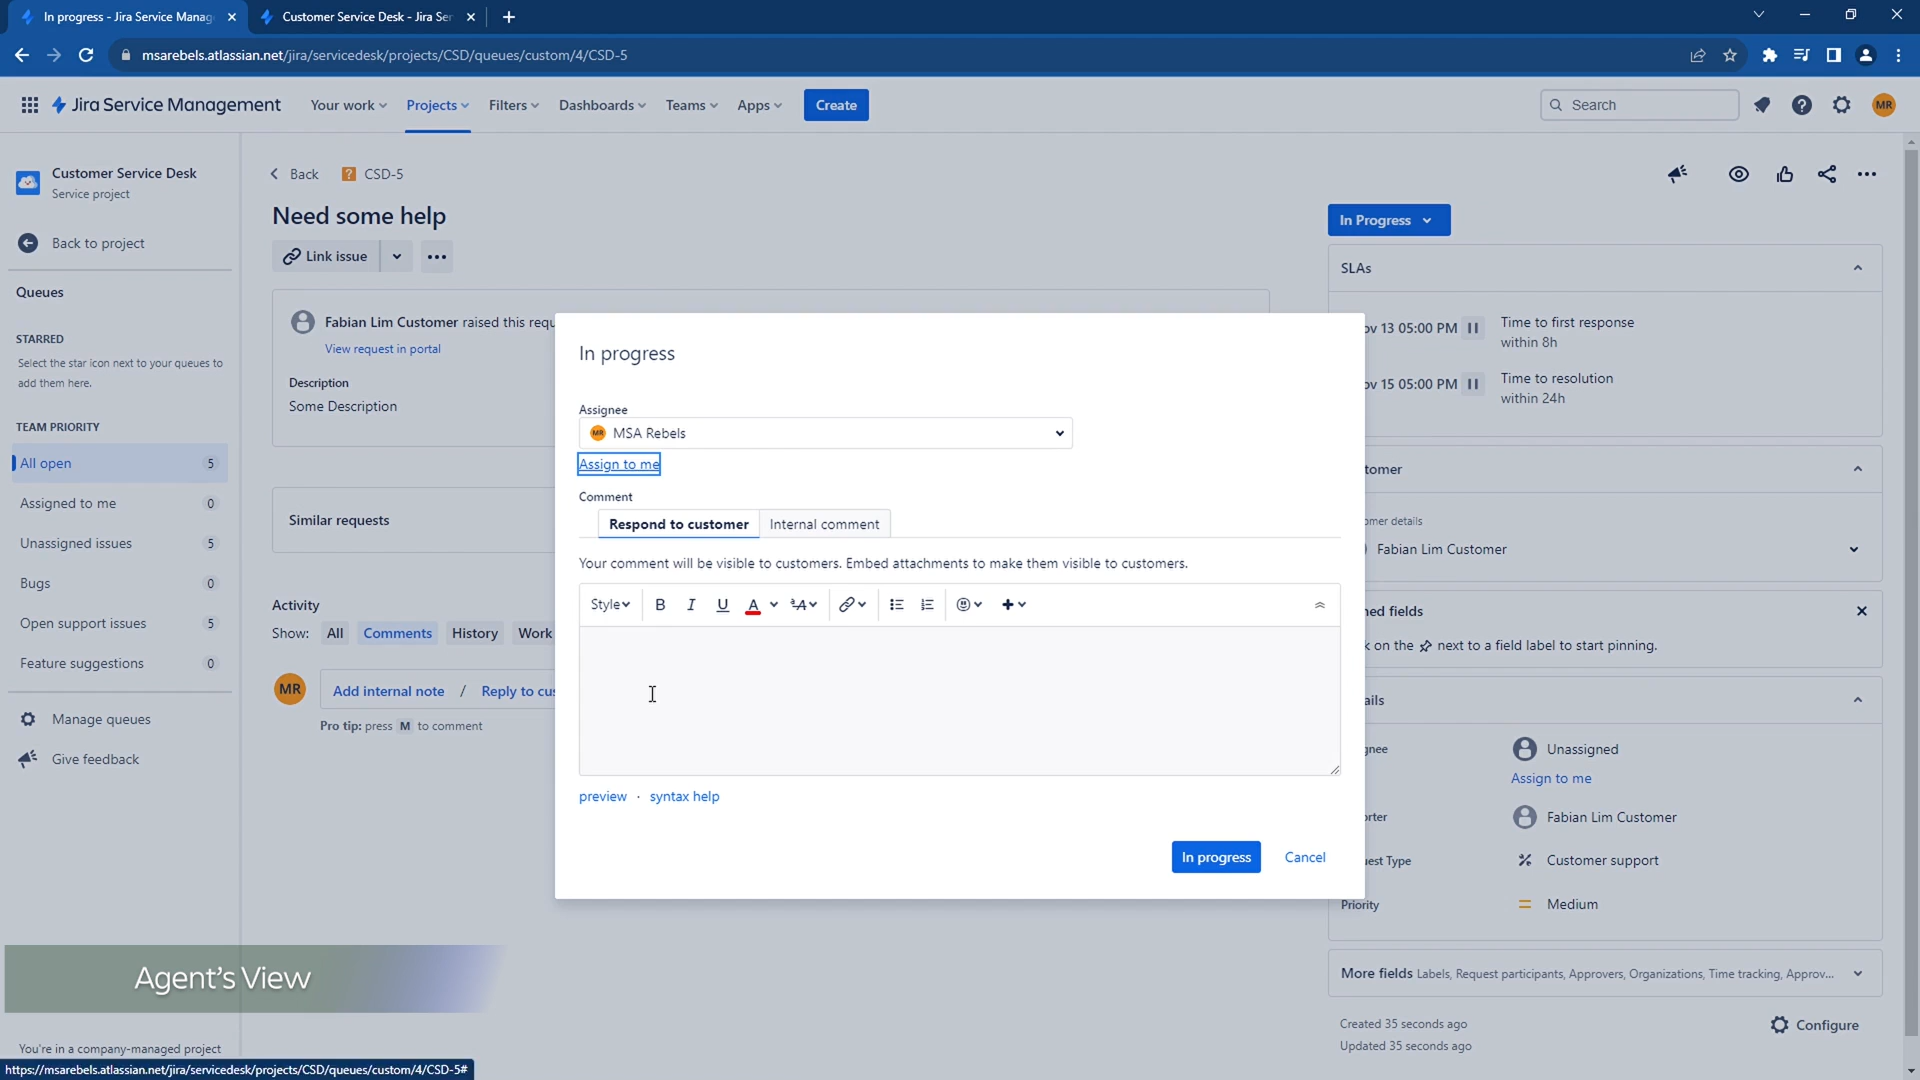 In progress - Jira Service Manag
Customer Service Desk - Jira Ser
msarebels.atlassian.net/jira/servicedesk/projects/CSD/queues/custom/4/CSD-5
Jira Service Management
Your work
Projects
Filters
Dashboards
Teams
Apps
Create
Search
MR
Customer Service Desk
Service project
Back to project
Queues
STARRED
Select the star icon next to your queues to
add them here.
TEAM PRIORITY
All open 5
Assigned to me 0
Unassigned issues 5
Bugs 0
Open support issues 5
Feature suggestions 0
Manage queues
Give feedback
Agent's View
You're in a company-managed project
https://msarebels.atlassian.net/jira/servicedesk/projects/CSD/queues/custom/4/CSD-5#
Back
CSD-5
Need some help
Link issue
Fabian Lim Customer raised this requ
View request in portal
Description
Some Description
Similar requests
Activity
Show: All Comments History Work
MR
Add internal note / Reply to cus
Pro tip: press M to comment
In progress
Assignee
MR MSA Rebels
Assign to me
Comment
Respond to customer
Internal comment
Your comment will be visible to customers. Embed attachments to make them visible to customers.
Style B I U A
preview · syntax help
In progress
Cancel
In Progress
SLAs
ov 13 05:00 PM
Time to first response
within 8h
ov 15 05:00 PM
Time to resolution
within 24h
tomer
omer details
Fabian Lim Customer
ned fields
k on the next to a field label to start pinning.
ails
gnee
Unassigned
Assign to me
orter
Fabian Lim Customer
uest Type
Customer support
Priority
Medium
More fields Labels, Request participants, Approvers, Organizations, Time tracking, Approv...
Created 35 seconds ago
Updated 35 seconds ago
Configure